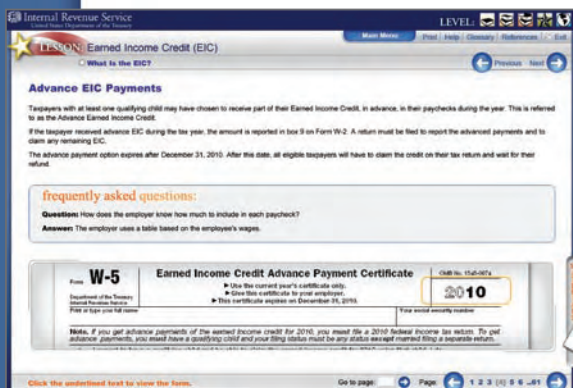 Internal Revenue Service
United States Department of the Treasury
LEVEL:
LESSON: Earned Income Credit (EIC)
Main Menu Print Help Glossary References Exit
What is the EIC?
Previous Next
Advance EIC Payments
Taxpayers with at least one qualifying child may have chosen to receive part of their Earned Income Credit, in advance, in their paychecks during the year. This is referred
to as the Advance Earned Income Credit.
If the taxpayer received advance EIC during the tax year, the amount is reported in box 9 on Form W-2. A return must be filed to report the advanced payments and to
claim any remaining EIC.
The advance payment option expires after December 31, 2010. After this date, all eligible taxpayers will have to claim the credit on their tax return and wait for their
refund.
frequently asked questions:
Question: How does the employer know how much to include in each paycheck?
Answer: The employer uses a table based on the employee's wages.
Form W-5
Department of the Treasury
Internal Revenue Service
Earned Income Credit Advance Payment Certificate
▶ Use the current year's certificate only.
▶ Give this certificate to your employer.
▶ This certificate expires on December 31, 2010.
OMB No.
2010
Print or type your full name
Your social security number
Note. If you get advance payments of the earned income credit for 2010, you must file a 2010 federal income tax return. To get
advance payments, you must have a qualifying child and your filing status must be any status except married filing a separate return.
Click the underlined text to view the form.
Go to page: Page: 1 2 3 [4] 5 6 ..61